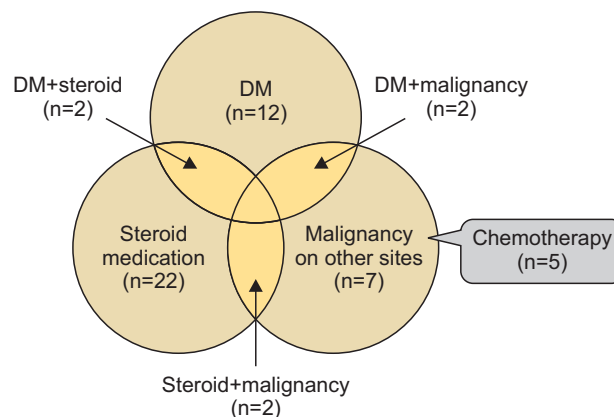 DM+steroid
(n=2)
DM
(n=12)
DM+malignancy
(n=2)
Steroid
medication
(n=22)
Malignancy
on other sites
(n=7)
Chemotherapy
(n=5)
Steroid+malignancy
(n=2)